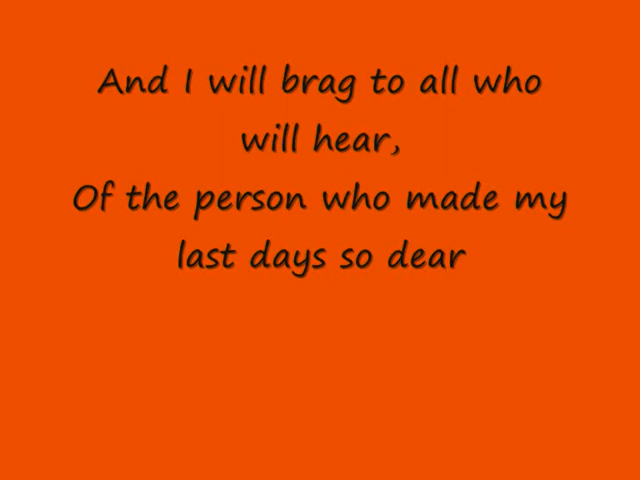 And I will brag to all who
will hear,
Of the person who made my
last days so dear